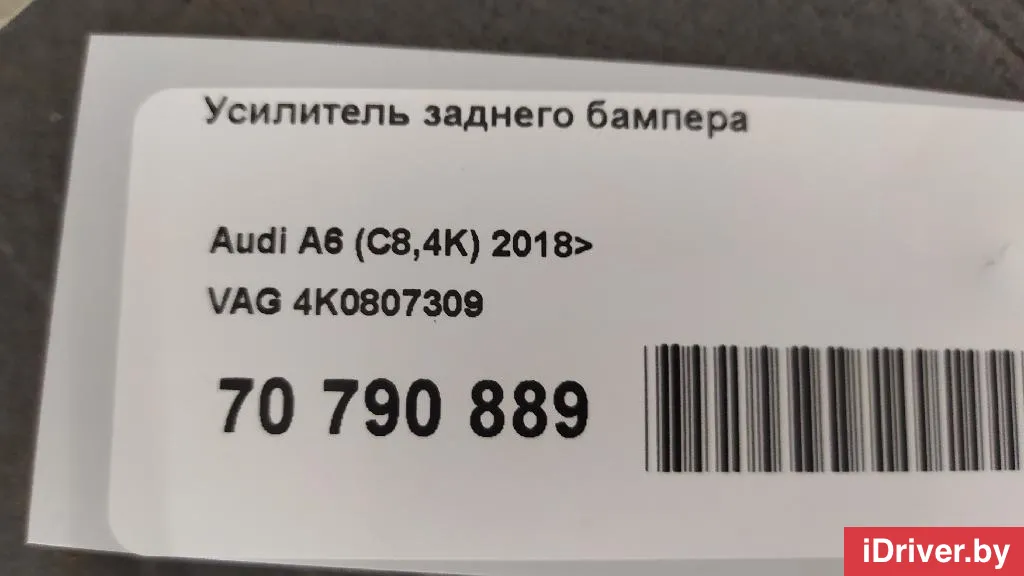 Усилитель заднего бампера
Audi A6 (C8,4K) 2018>
VAG 4K0807309
70 790 889
iDriver.by